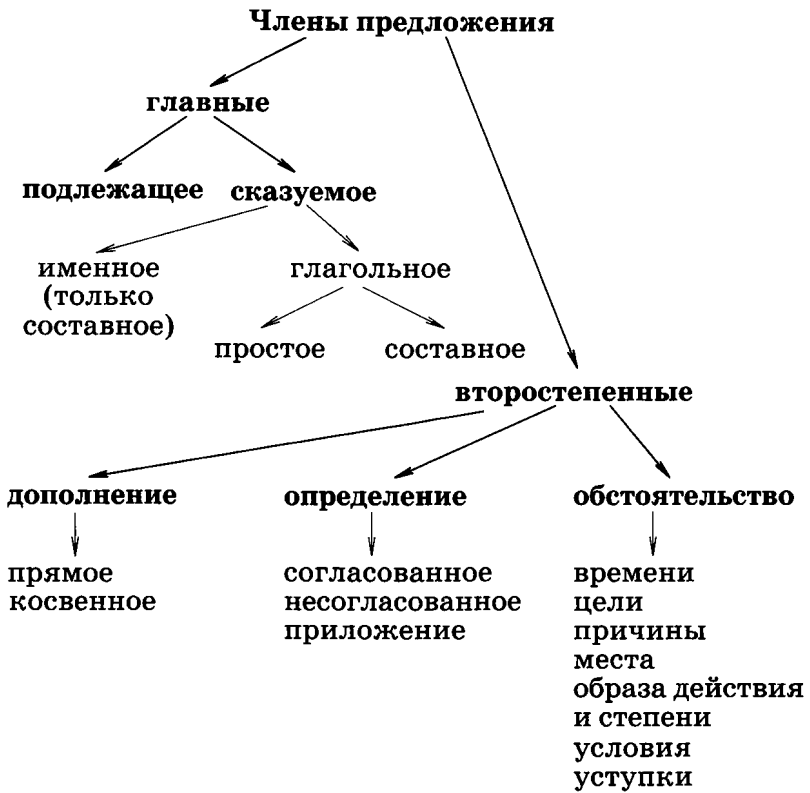 Члены предложения
главные
подлежащее сказуемое
именное
(только
составное)
глагольное
простое составное
второстепенные
дополнение определение обстоятельство
прямое
косвенное
согласованное
несогласованное
приложение
времени
цели
причины
места
образа действия
и степени
условия
уступки